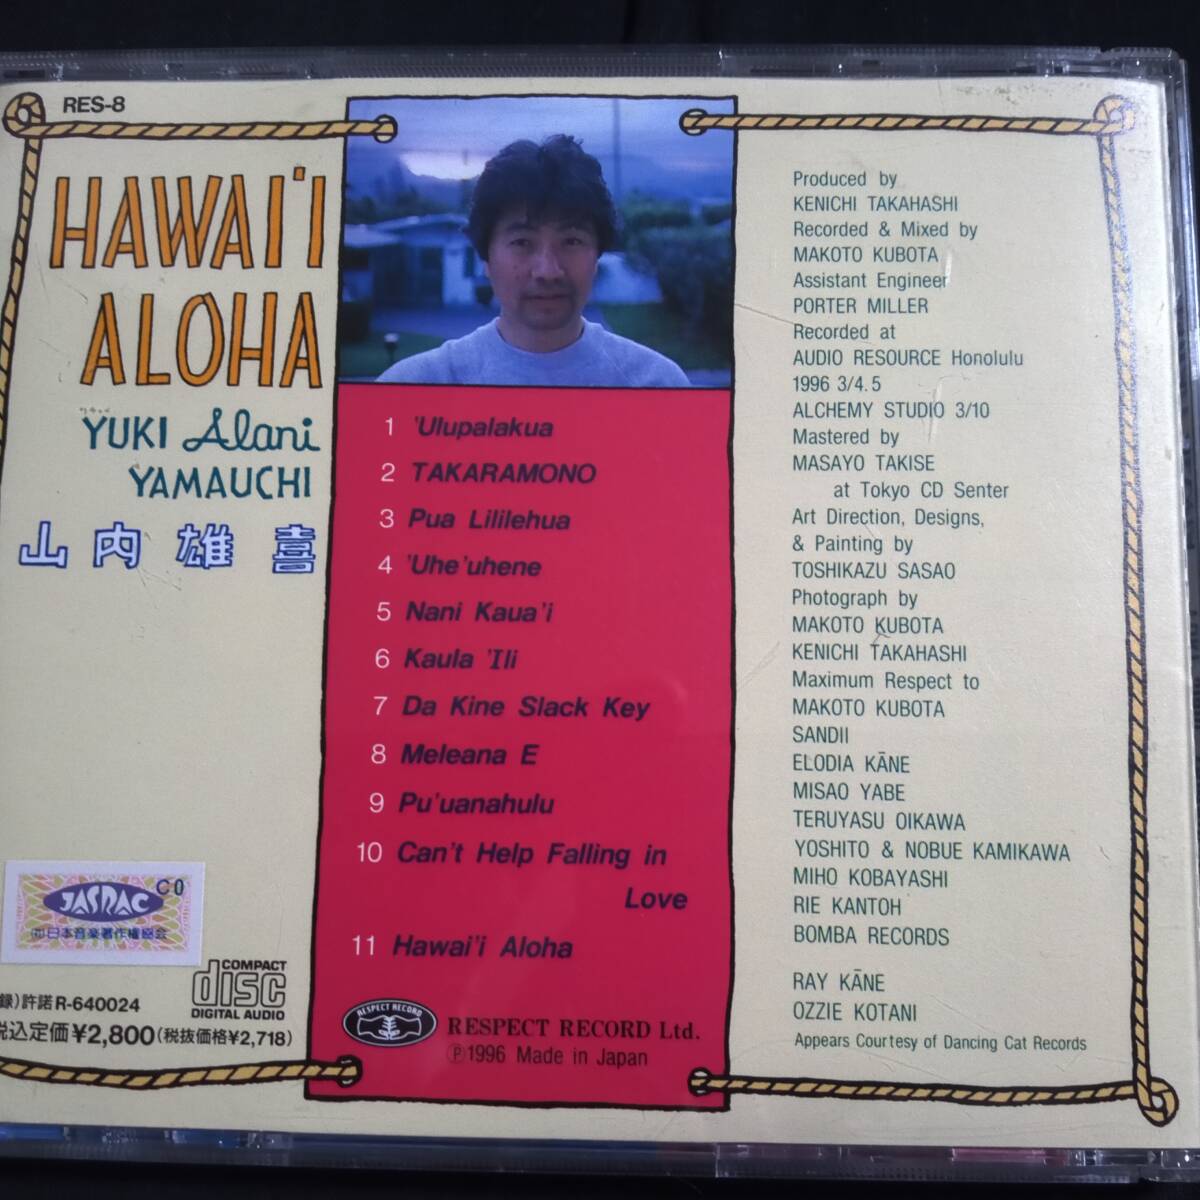 RES-8
HAWAI'I
ALOHA
YUKI Alani
YAMAUCHI
山内雄喜
JASRAC
CO
(社)日本音楽著作権協会
COMPACT
disc
DIGITAL AUDIO
録)許諾R-640024
税込定価¥2,800(税抜価格¥2,718)
1 'Ulupalakua
2 TAKARAMONO
3 Pua Lililehua
4 'Uhe'uhene
5 Nani Kaua'i
6 Kaula 'Ili
7 Da Kine Slack Key
8 Meleana E
9 Pu'uanahulu
10 Can't Help Falling in
Love
11 Hawai'i Aloha
RESPECT RECORD
RESPECT RECORD Ltd.
Ⓟ1996 Made in Japan
Produced by
KENICHI TAKAHASHI
Recorded & Mixed by
MAKOTO KUBOTA
Assistant Engineer
PORTER MILLER
Recorded at
AUDIO RESOURCE Honolulu
1996 3/4.5
ALCHEMY STUDIO 3/10
Mastered by
MASAYO TAKISE
at Tokyo CD Senter
Art Direction, Designs,
& Painting by
TOSHIKAZU SASAO
Photograph by
MAKOTO KUBOTA
KENICHI TAKAHASHI
Maximum Respect to
MAKOTO KUBOTA
SANDII
ELODIA KĀNE
MISAO YABE
TERUYASU OIKAWA
YOSHITO & NOBUE KAMIKAWA
MIHO KOBAYASHI
RIE KANTOH
BOMBA RECORDS
RAY KĀNE
OZZIE KOTANI
Appears Courtesy of Dancing Cat Records